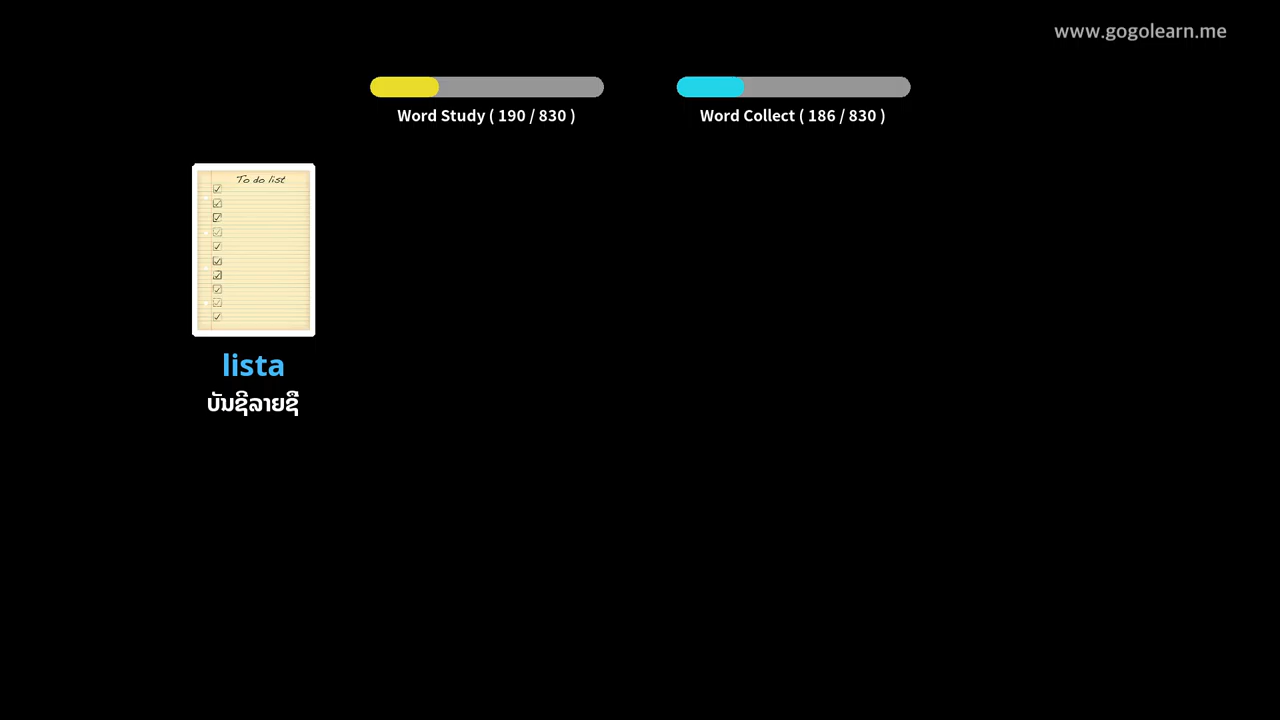 www.gogolearn.me
Word Study ( 190 / 830 )
Word Collect ( 186 / 830 )
To do list
lista
ບັນຊີລາຍຊື່